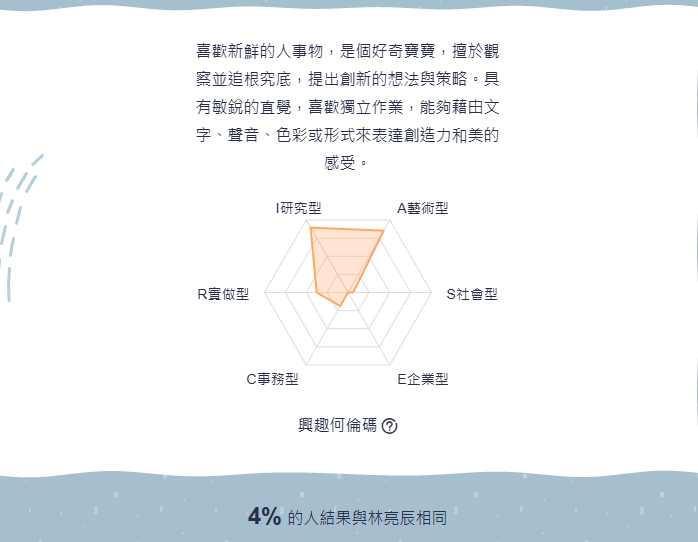 喜歡新鮮的人事物，是個好奇寶寶，擅於觀
察並追根究底，提出創新的想法與策略。具
有敏銳的直覺，喜歡獨立作業，能夠藉由文
字、聲音、色彩或形式來表達創造力和美的
感受。
I研究型
A藝術型
R實做型
S社會型
C事務型
E企業型
興趣何倫碼
4% 的人結果與林亮辰相同